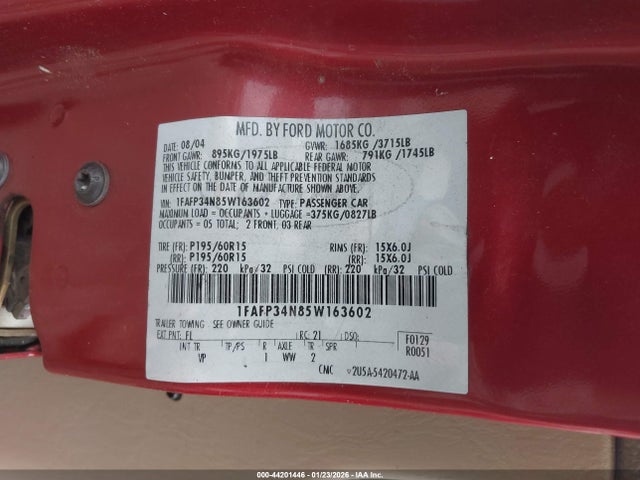 MFD. BY FORD MOTOR CO.
DATE: 08/04 GVWR: 1685KG /3715LB
FRONT GAWR: 895KG/1975LB REAR GAWR: 791KG /1745LB
THIS VEHICLE CONFORMS TO ALL APPLICABLE FEDERAL MOTOR
VEHICLE SAFETY, BUMPER, AND THEFT PREVENTION STANDARDS
IN EFFECT ON THE DATE OF MANUFACTURE SHOWN ABOVE.
VIN: 1FAFP34N85W163602 TYPE: PASSENGER CAR
MAXIMUM LOAD = OCCUPANTS + LUGGAGE =375KG/0827LB
OCCUPANTS = 05 TOTAL: 2 FRONT, 03 REAR
TIRE (FR): P195/60R15 RIMS (FR): 15X6.0J
(RR): P195/60R15 (RR): 15X6.0J
PRESSURE (FR): 220 kPa/32 PSI COLD (RR): 220 kPa/32 PSI COLD
1FAFP34N85W163602
TRAILER TOWING - SEE OWNER GUIDE
EXT PNT: FL RC: 21 DSO: F0129
INT TR TP/PS R AXLE TR SPR R0051
VP I WW 2
CMC 2U5A-5420472-AA
000-44201446 - 01/23/2026 - IAA Inc.